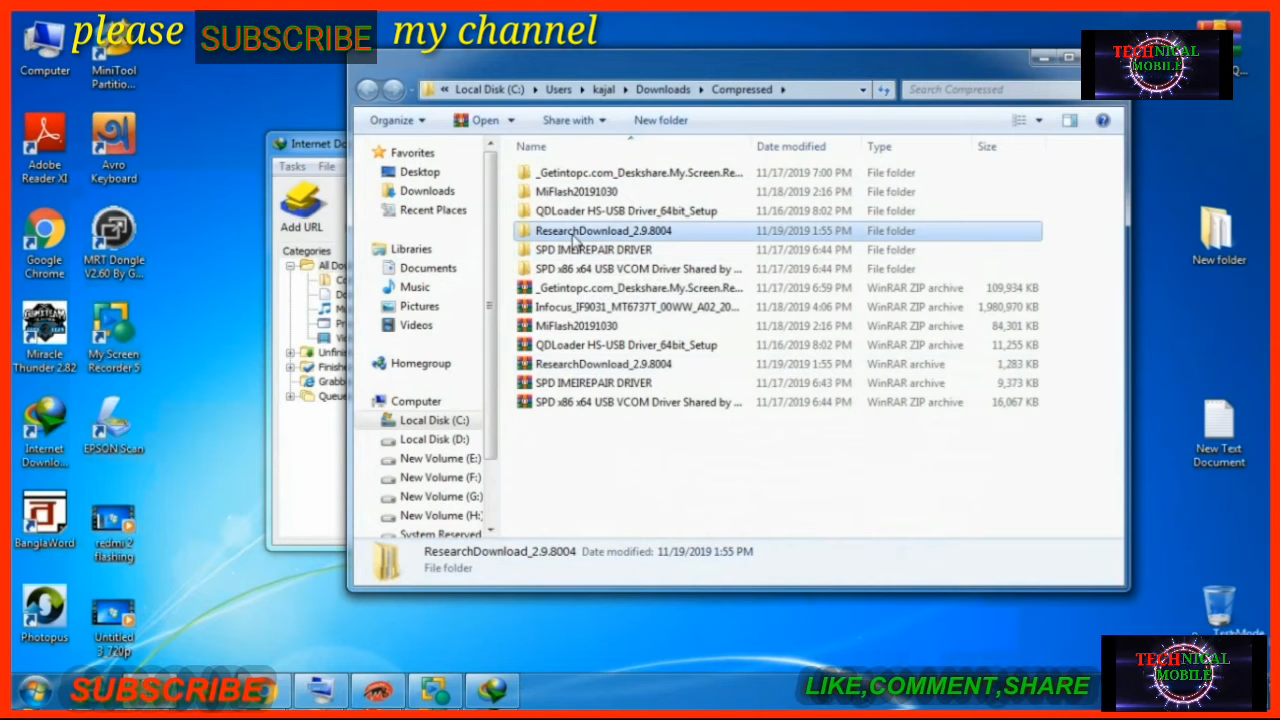 please SUBSCRIBE my channel
TECHNICAL
MOBILE
Computer
MiniTool
Partitio...
Adobe
Reader XI
Avro
Keyboard
Google
Chrome
MRT Dongle
V2.60 By G...
Miracle
Thunder 2.82
My Screen
Recorder 5
Internet
Downlo...
EPSON Scan
BanglaWord
redmi 2
flashing
Photopus
Untitled
3_720p
Internet Do
Tasks File
Add URL
Categories
All Do
Unfin
Finishe
Grabb
Queue
« Local Disk (C:) Users kajal Downloads Compressed
Search Compressed
Organize Open Share with New folder
Favorites
Desktop
Downloads
Recent Places
Libraries
Documents
Music
Pictures
Videos
Homegroup
Computer
Local Disk (C:)
Local Disk (D:)
New Volume (E:)
New Volume (F:)
New Volume (G:)
New Volume (H:)
System Reserved
Name Date modified Type Size
_Getintopc.com_Deskshare.My.Screen.Re... 11/17/2019 7:00 PM File folder
MiFlash20191030 11/18/2019 2:16 PM File folder
QDLoader HS-USB Driver_64bit_Setup 11/16/2019 8:02 PM File folder
ResearchDownload_2.9.8004 11/19/2019 1:55 PM File folder
SPD IMEIREPAIR DRIVER 11/17/2019 6:44 PM File folder
SPD x86 x64 USB VCOM Driver Shared by ... 11/17/2019 6:44 PM File folder
_Getintopc.com_Deskshare.My.Screen.Re... 11/17/2019 6:59 PM WinRAR ZIP archive 109,934 KB
Infocus_IF9031_MT6737T_00WW_A02_20... 11/18/2019 4:06 PM WinRAR ZIP archive 1,980,970 KB
MiFlash20191030 11/18/2019 2:16 PM WinRAR ZIP archive 84,301 KB
QDLoader HS-USB Driver_64bit_Setup 11/16/2019 8:02 PM WinRAR ZIP archive 11,255 KB
ResearchDownload_2.9.8004 11/19/2019 1:55 PM WinRAR archive 1,283 KB
SPD IMEIREPAIR DRIVER 11/17/2019 6:43 PM WinRAR archive 9,373 KB
SPD x86 x64 USB VCOM Driver Shared by ... 11/17/2019 6:44 PM WinRAR ZIP archive 16,067 KB
ResearchDownload_2.9.8004 Date modified: 11/19/2019 1:55 PM
File folder
New folder
New Text
Document
SUBSCRIBE
LIKE,COMMENT,SHARE
TECHNICAL
MOBILE